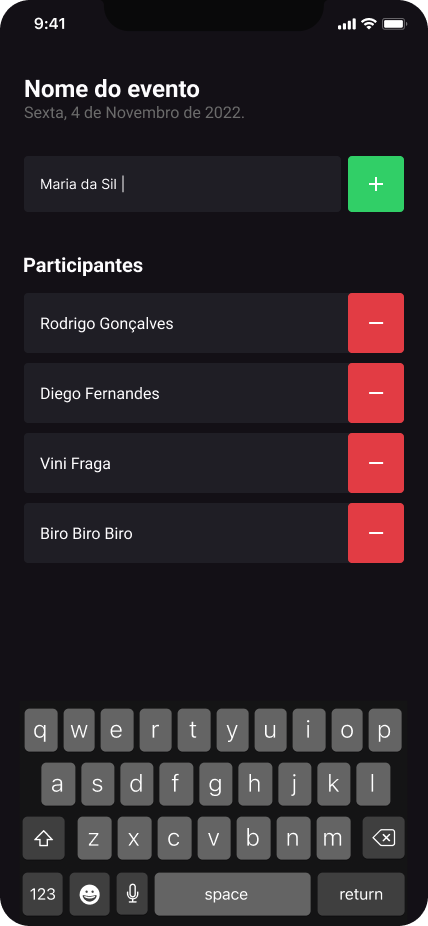 9:41
Nome do evento
Sexta, 4 de Novembro de 2022.
Maria da Sil
Participantes
Rodrigo Gonçalves
Diego Fernandes
Vini Fraga
Biro Biro Biro
q w e r t y u i o p
a s d f g h j k l
z x c v b n m
123 space return